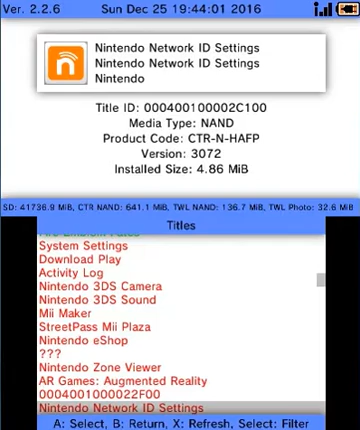 Ver. 2.2.6 Sun Dec 25 19:44:01 2016
Nintendo Network ID Settings
Nintendo Network ID Settings
Nintendo
Title ID: 000400100002C100
Media Type: NAND
Product Code: CTR-N-HAFP
Version: 3072
Installed Size: 4.86 MiB
SD: 41736.9 MiB, CTR NAND: 641.1 MiB, TWL NAND: 136.7 MiB, TWL Photo: 32.6 MiB
Titles
System Settings
Download Play
Activity Log
Nintendo 3DS Camera
Nintendo 3DS Sound
Mii Maker
StreetPass Mii Plaza
Nintendo eShop
???
Nintendo Zone Viewer
AR Games: Augmented Reality
0004001000022F00
Nintendo Network ID Settings
A: Select, B: Return, X: Refresh, Select: Filter